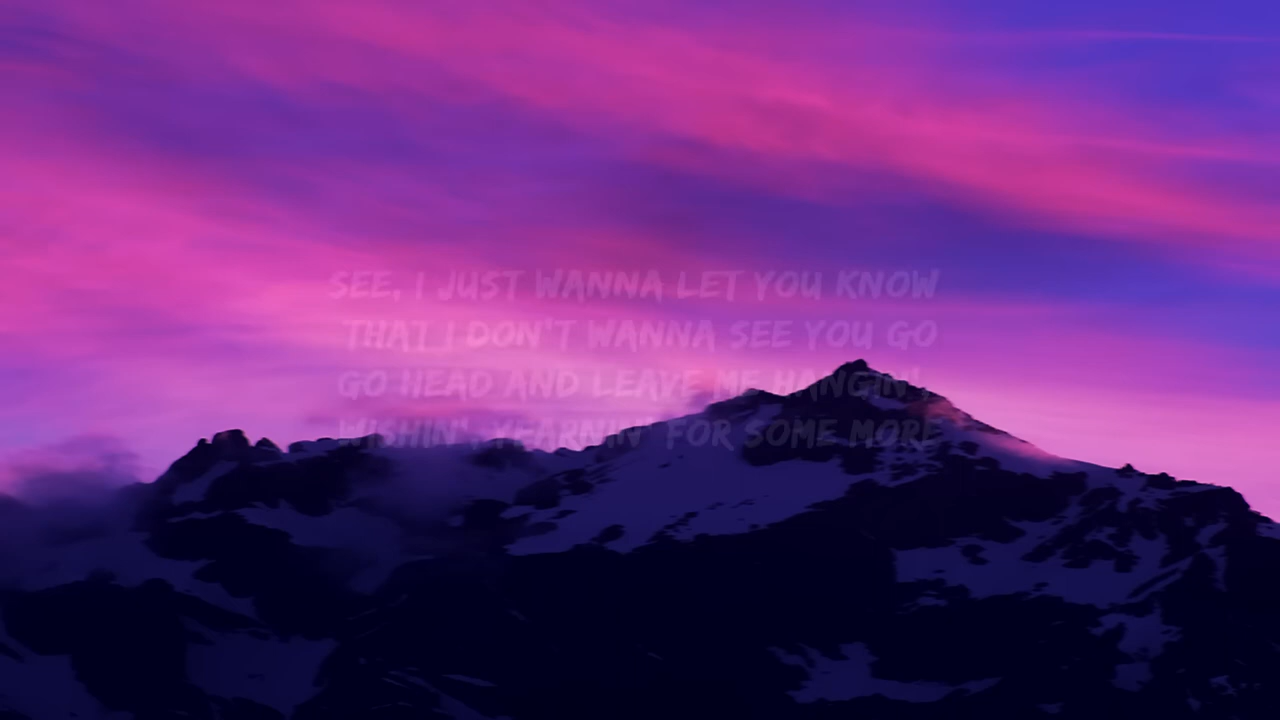 SEE, I JUST WANNA LET YOU KNOW
THAT I DON'T WANNA SEE YOU GO
GO HEAD AND LEAVE ME HANGIN'
WISHIN', YEARNIN' FOR SOME MORE